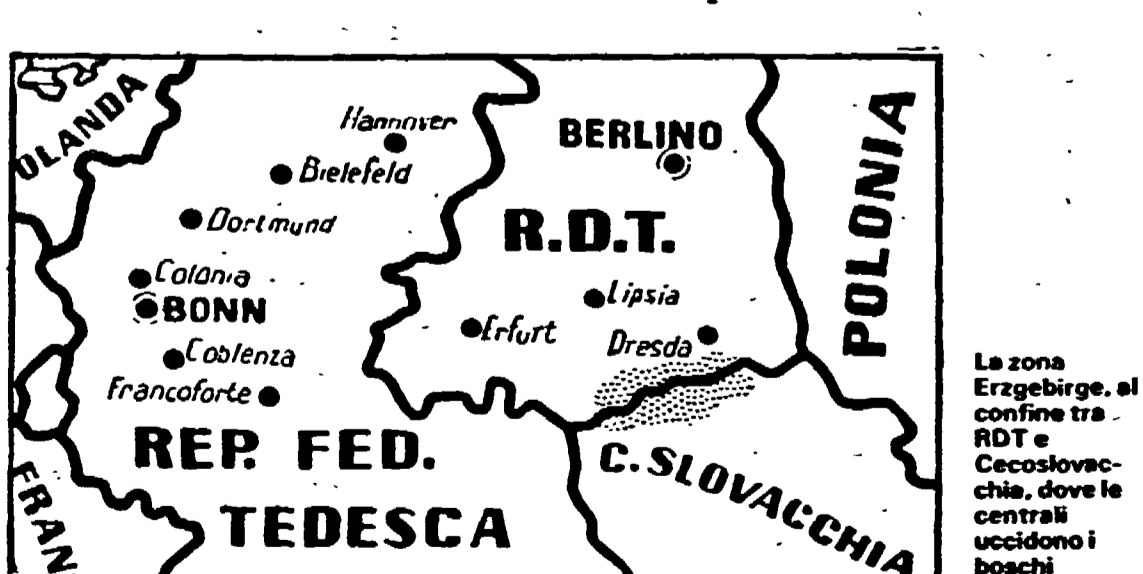 OLANDA
Hannover
BERLINO
POLONIA
Bielefeld
Dortmund
R.D.T.
Colonia
BONN
Lipsia
Erfurt
Dresda
Coblenza
Francoforte
REP. FED.
TEDESCA
C. SLOVACCHIA
FRAN
La zona
Erzgebirge, al
confine tra
RDT e
Cecoslovac-
chia, dove le
centrali
uccidono i
boschi